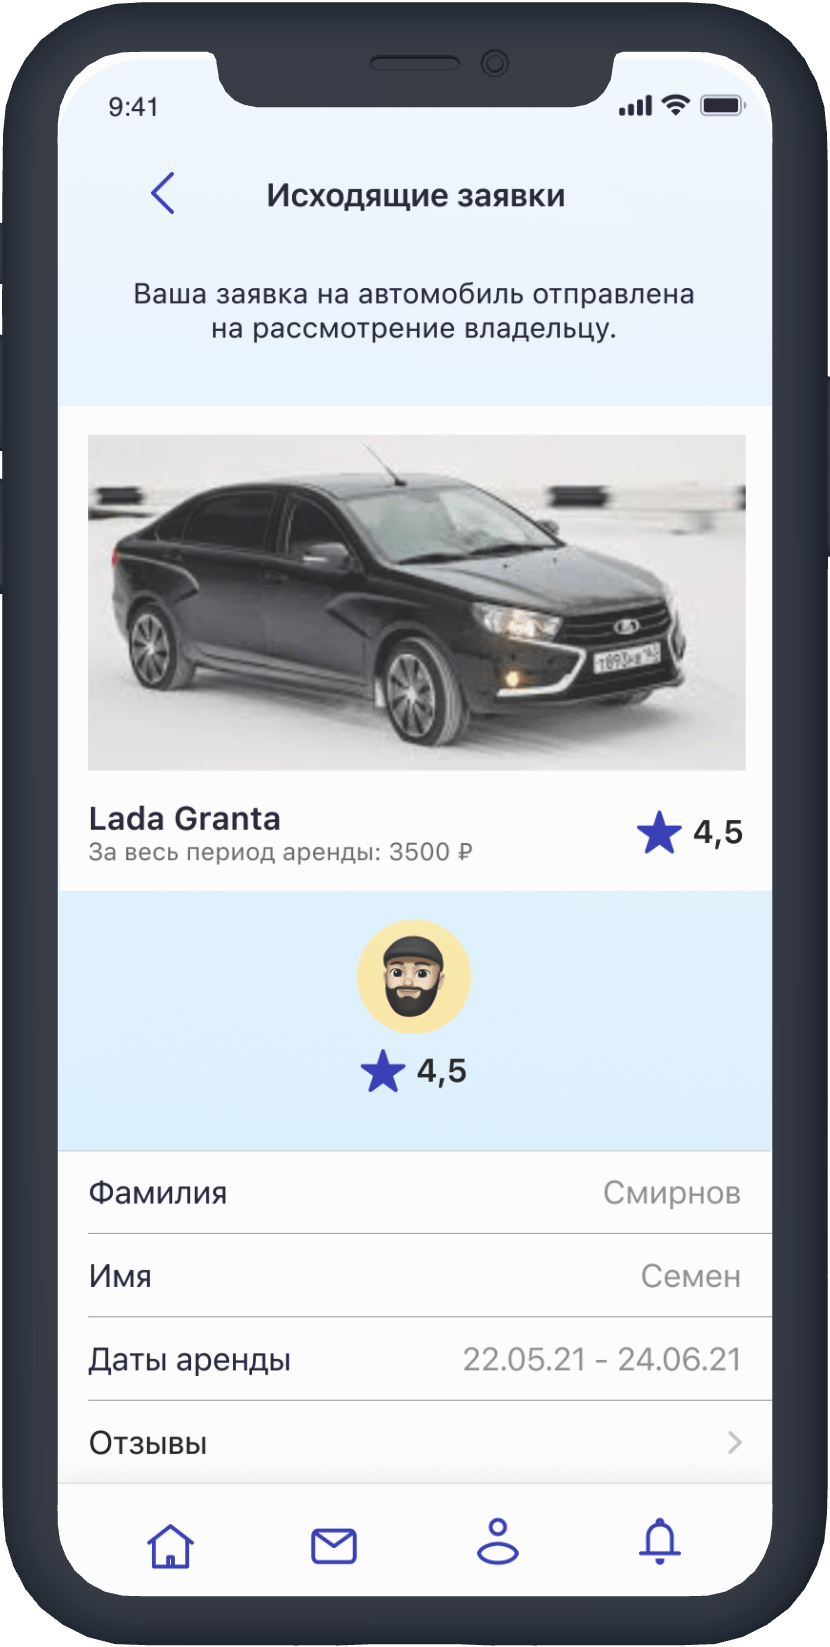 9:41
Исходящие заявки
Ваша заявка на автомобиль отправлена
на рассмотрение владельцу.
Lada Granta
4,5
За весь период аренды: 3500 ₽
4,5
Фамилия Смирнов
Имя Семен
Даты аренды 22.05.21 - 24.06.21
Отзывы